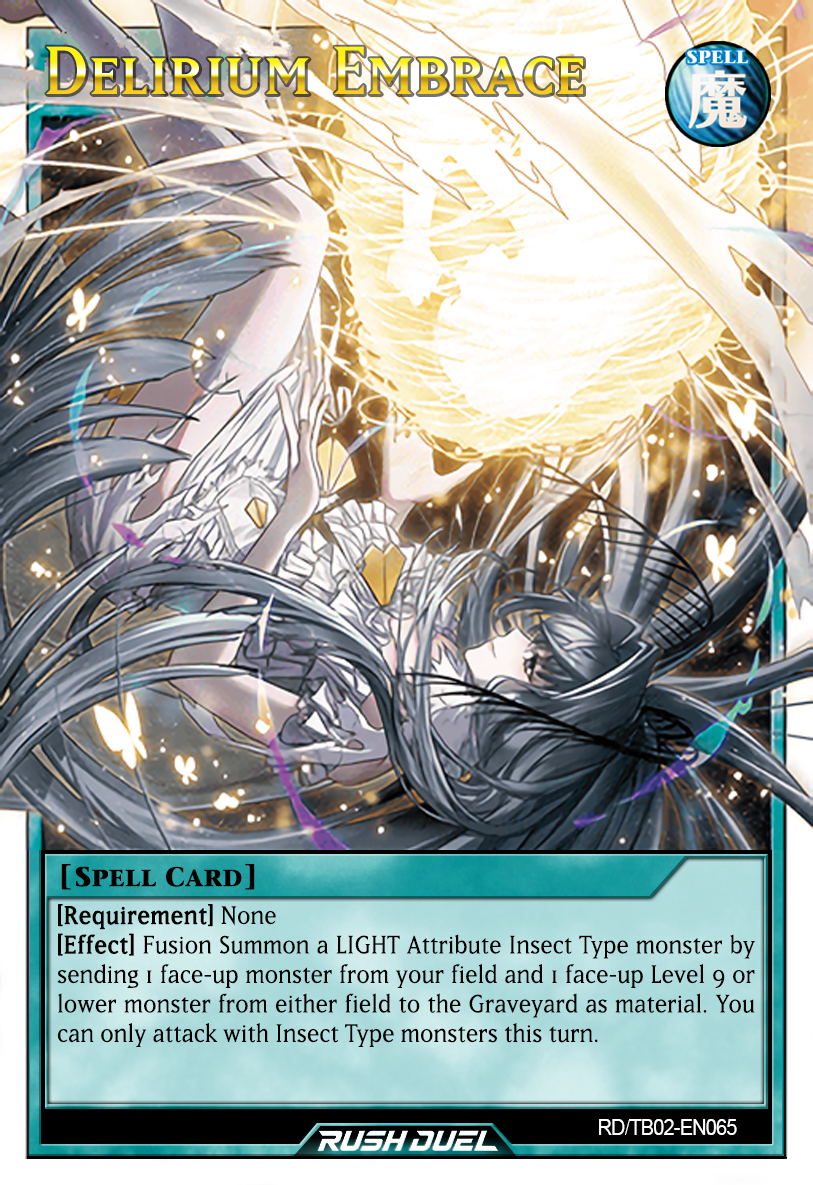 Delirium Embrace
SPELL
魔
[Spell Card]
[Requirement] None
[Effect] Fusion Summon a LIGHT Attribute Insect Type monster by
sending 1 face-up monster from your field and 1 face-up Level 9 or
lower monster from either field to the Graveyard as material. You
can only attack with Insect Type monsters this turn.
RD/TB02-EN065
RUSH DUEL